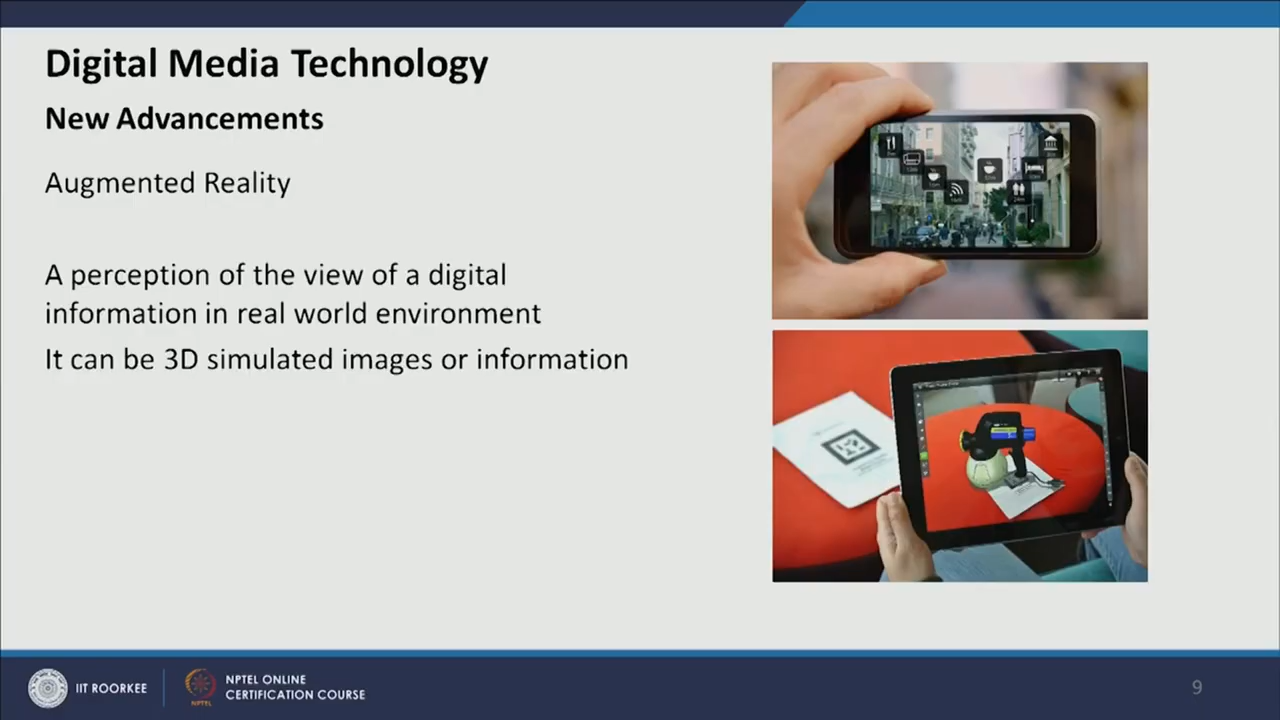 Digital Media Technology
New Advancements
Augmented Reality
A perception of the view of a digital
information in real world environment
It can be 3D simulated images or information
IIT ROORKEE
NPTEL
NPTEL ONLINE
CERTIFICATION COURSE
9